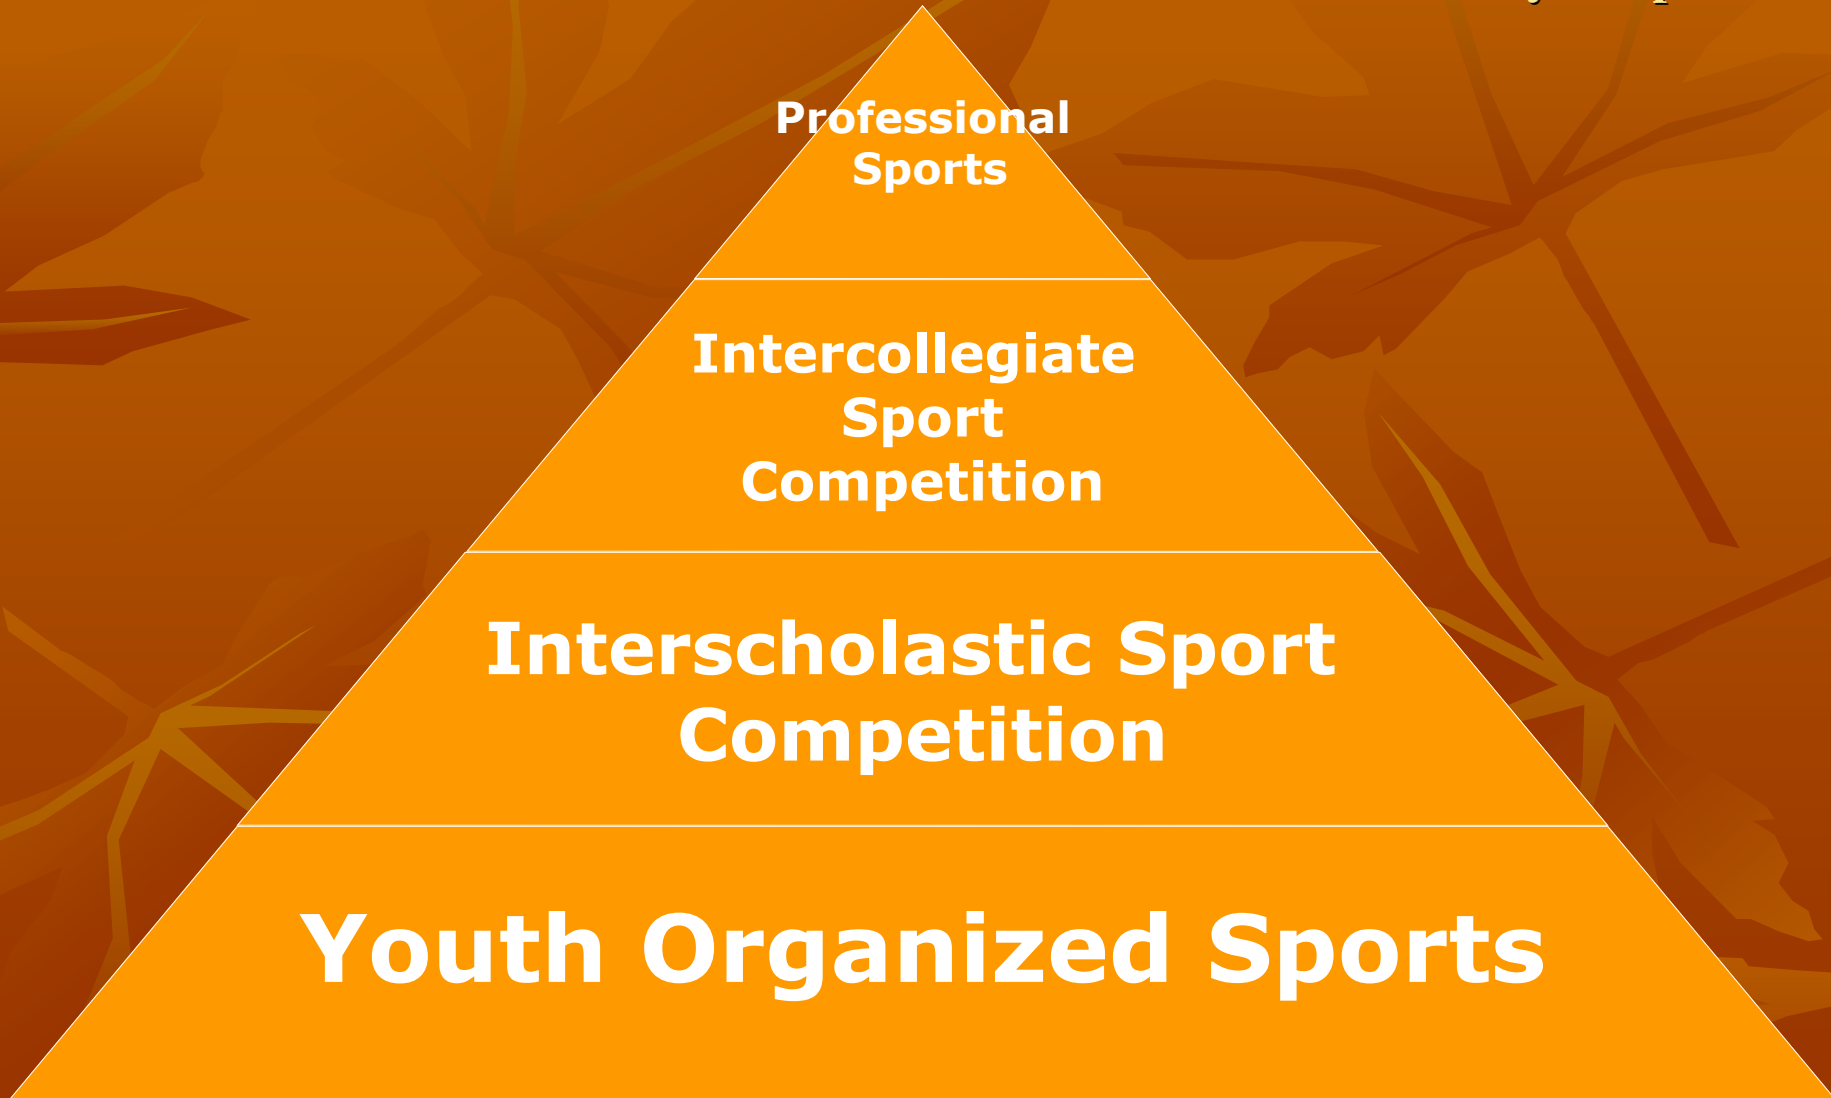 Professional
Sports
Intercollegiate
Sport
Competition
Interscholastic Sport
Competition
Youth Organized Sports